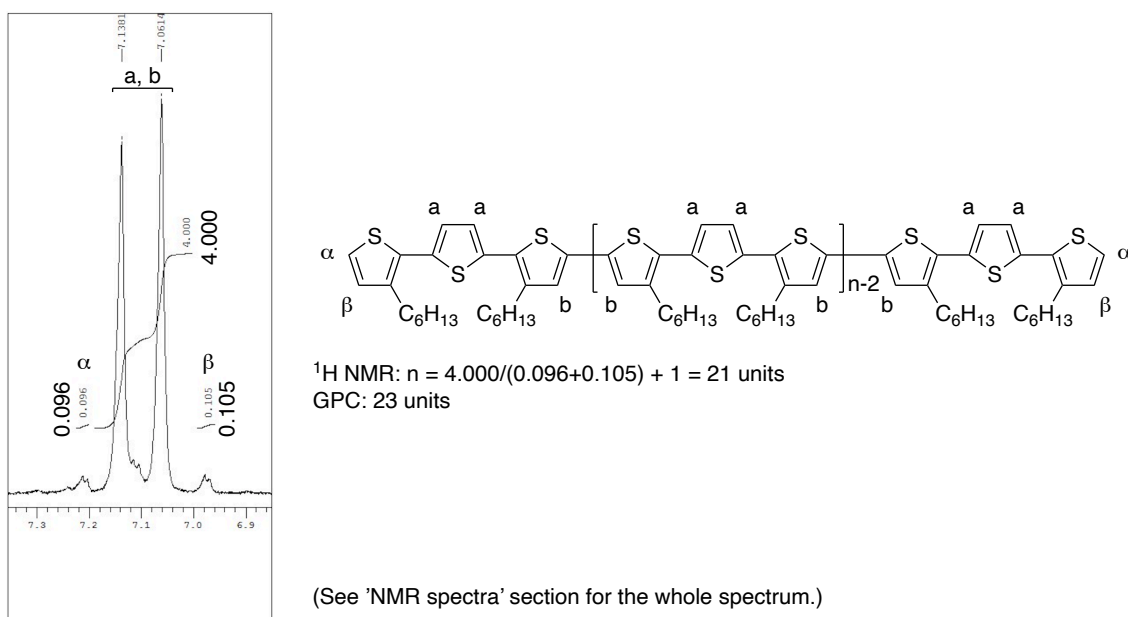 7.1381
7.0614
a, b
4.000
4.000
α
β
0.096
0.096
0.105
0.105
7.3 7.2 7.1 7.0 6.9
a a a a a a
S S S S S S S S S
α α
n-2
β b b b b β
C6H13 C6H13 C6H13 C6H13 C6H13 C6H13
¹H NMR: n = 4.000/(0.096+0.105) + 1 = 21 units
GPC: 23 units
(See 'NMR spectra' section for the whole spectrum.)